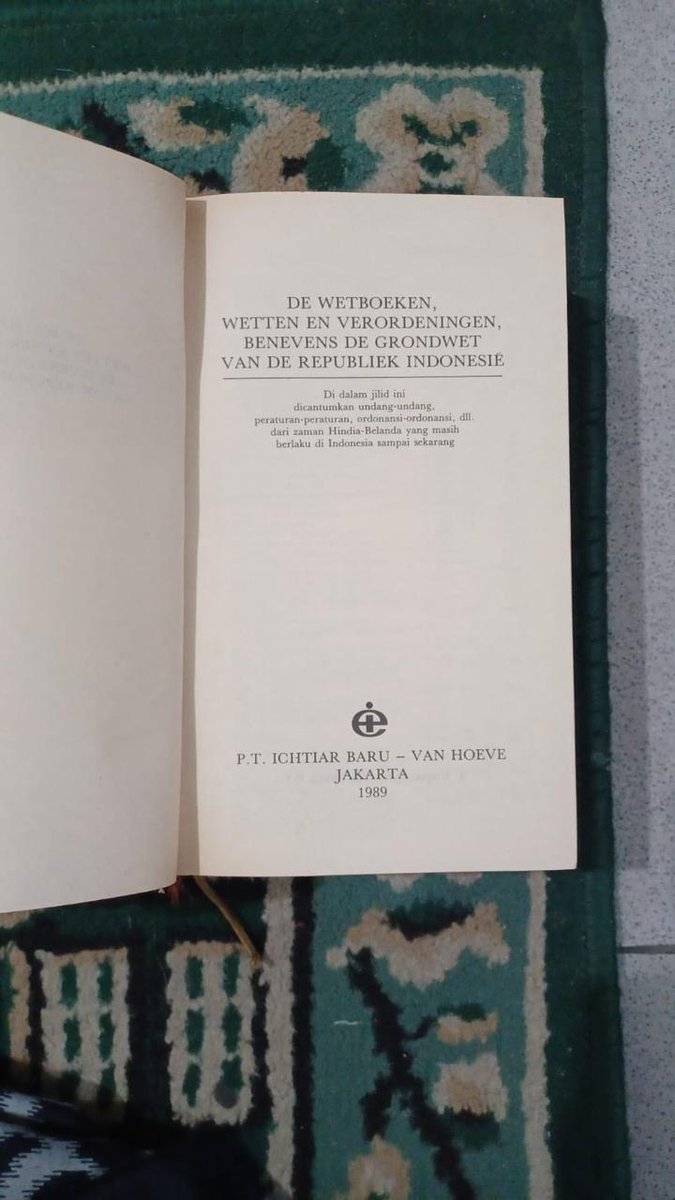 DE WETBOEKEN,
WETTEN EN VERORDENINGEN,
BENEVENS DE GRONDWET
VAN DE REPUBLIEK INDONESIË
Di dalam jilid ini
dicantumkan undang-undang,
peraturan-peraturan, ordonansi-ordonansi, dll.
dari zaman Hindia-Belanda yang masih
berlaku di Indonesia sampai sekarang
P.T. ICHTIAR BARU – VAN HOEVE
JAKARTA
1989